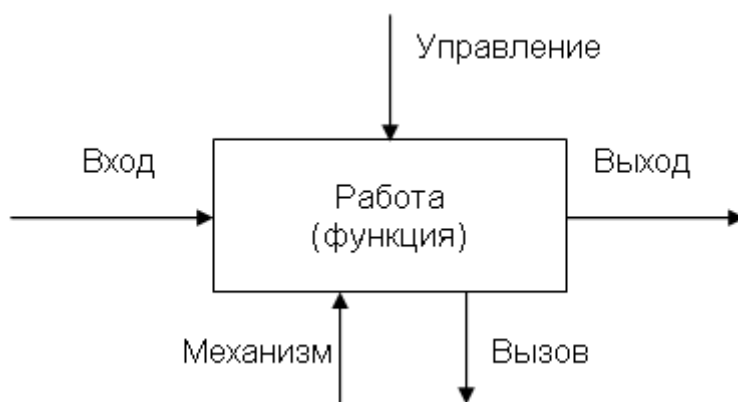 Управление
Вход
Выход
Работа
(функция)
Механизм
Вызов